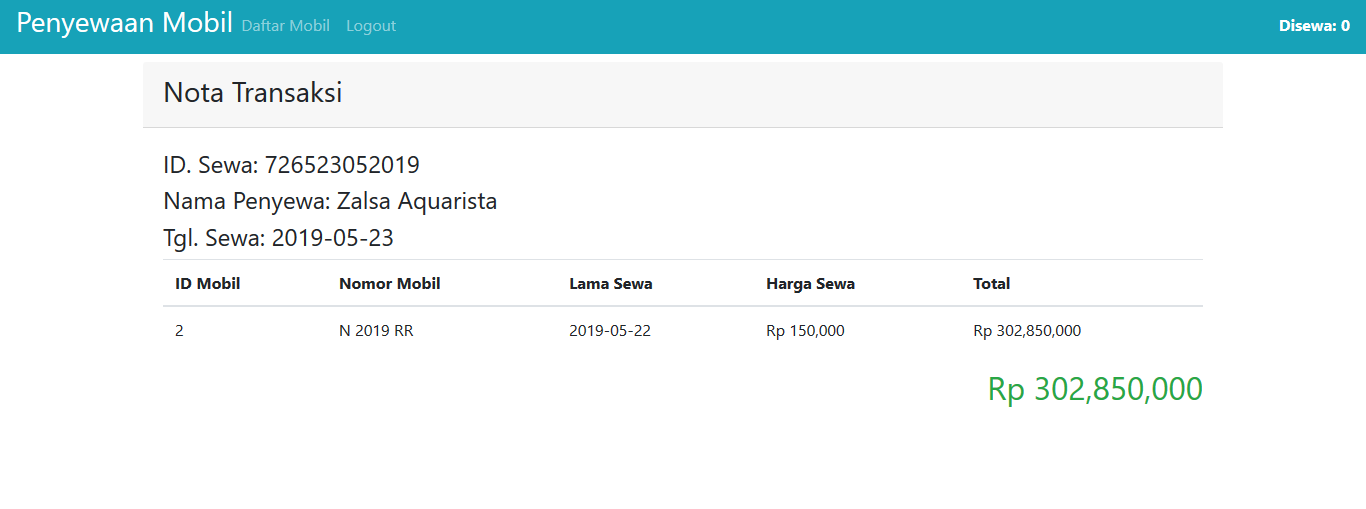 Penyewaan Mobil Daftar Mobil Logout Disewa: 0
Nota Transaksi
ID. Sewa: 726523052019
Nama Penyewa: Zalsa Aquarista
Tgl. Sewa: 2019-05-23
ID Mobil Nomor Mobil Lama Sewa Harga Sewa Total
2 N 2019 RR 2019-05-22 Rp 150,000 Rp 302,850,000
Rp 302,850,000